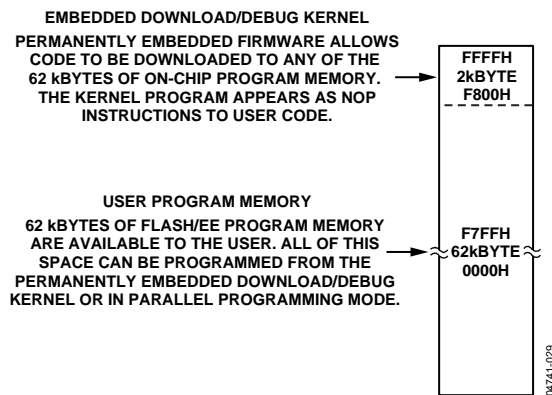 EMBEDDED DOWNLOAD/DEBUG KERNEL
PERMANENTLY EMBEDDED FIRMWARE ALLOWS
CODE TO BE DOWNLOADED TO ANY OF THE
62 kBYTES OF ON-CHIP PROGRAM MEMORY.
THE KERNEL PROGRAM APPEARS AS NOP
INSTRUCTIONS TO USER CODE.
FFFFH
2kBYTE
F800H
USER PROGRAM MEMORY
62 kBYTES OF FLASH/EE PROGRAM MEMORY
ARE AVAILABLE TO THE USER. ALL OF THIS
SPACE CAN BE PROGRAMMED FROM THE
PERMANENTLY EMBEDDED DOWNLOAD/DEBUG
KERNEL OR IN PARALLEL PROGRAMMING MODE.
F7FFH
62kBYTE
0000H
04741-029